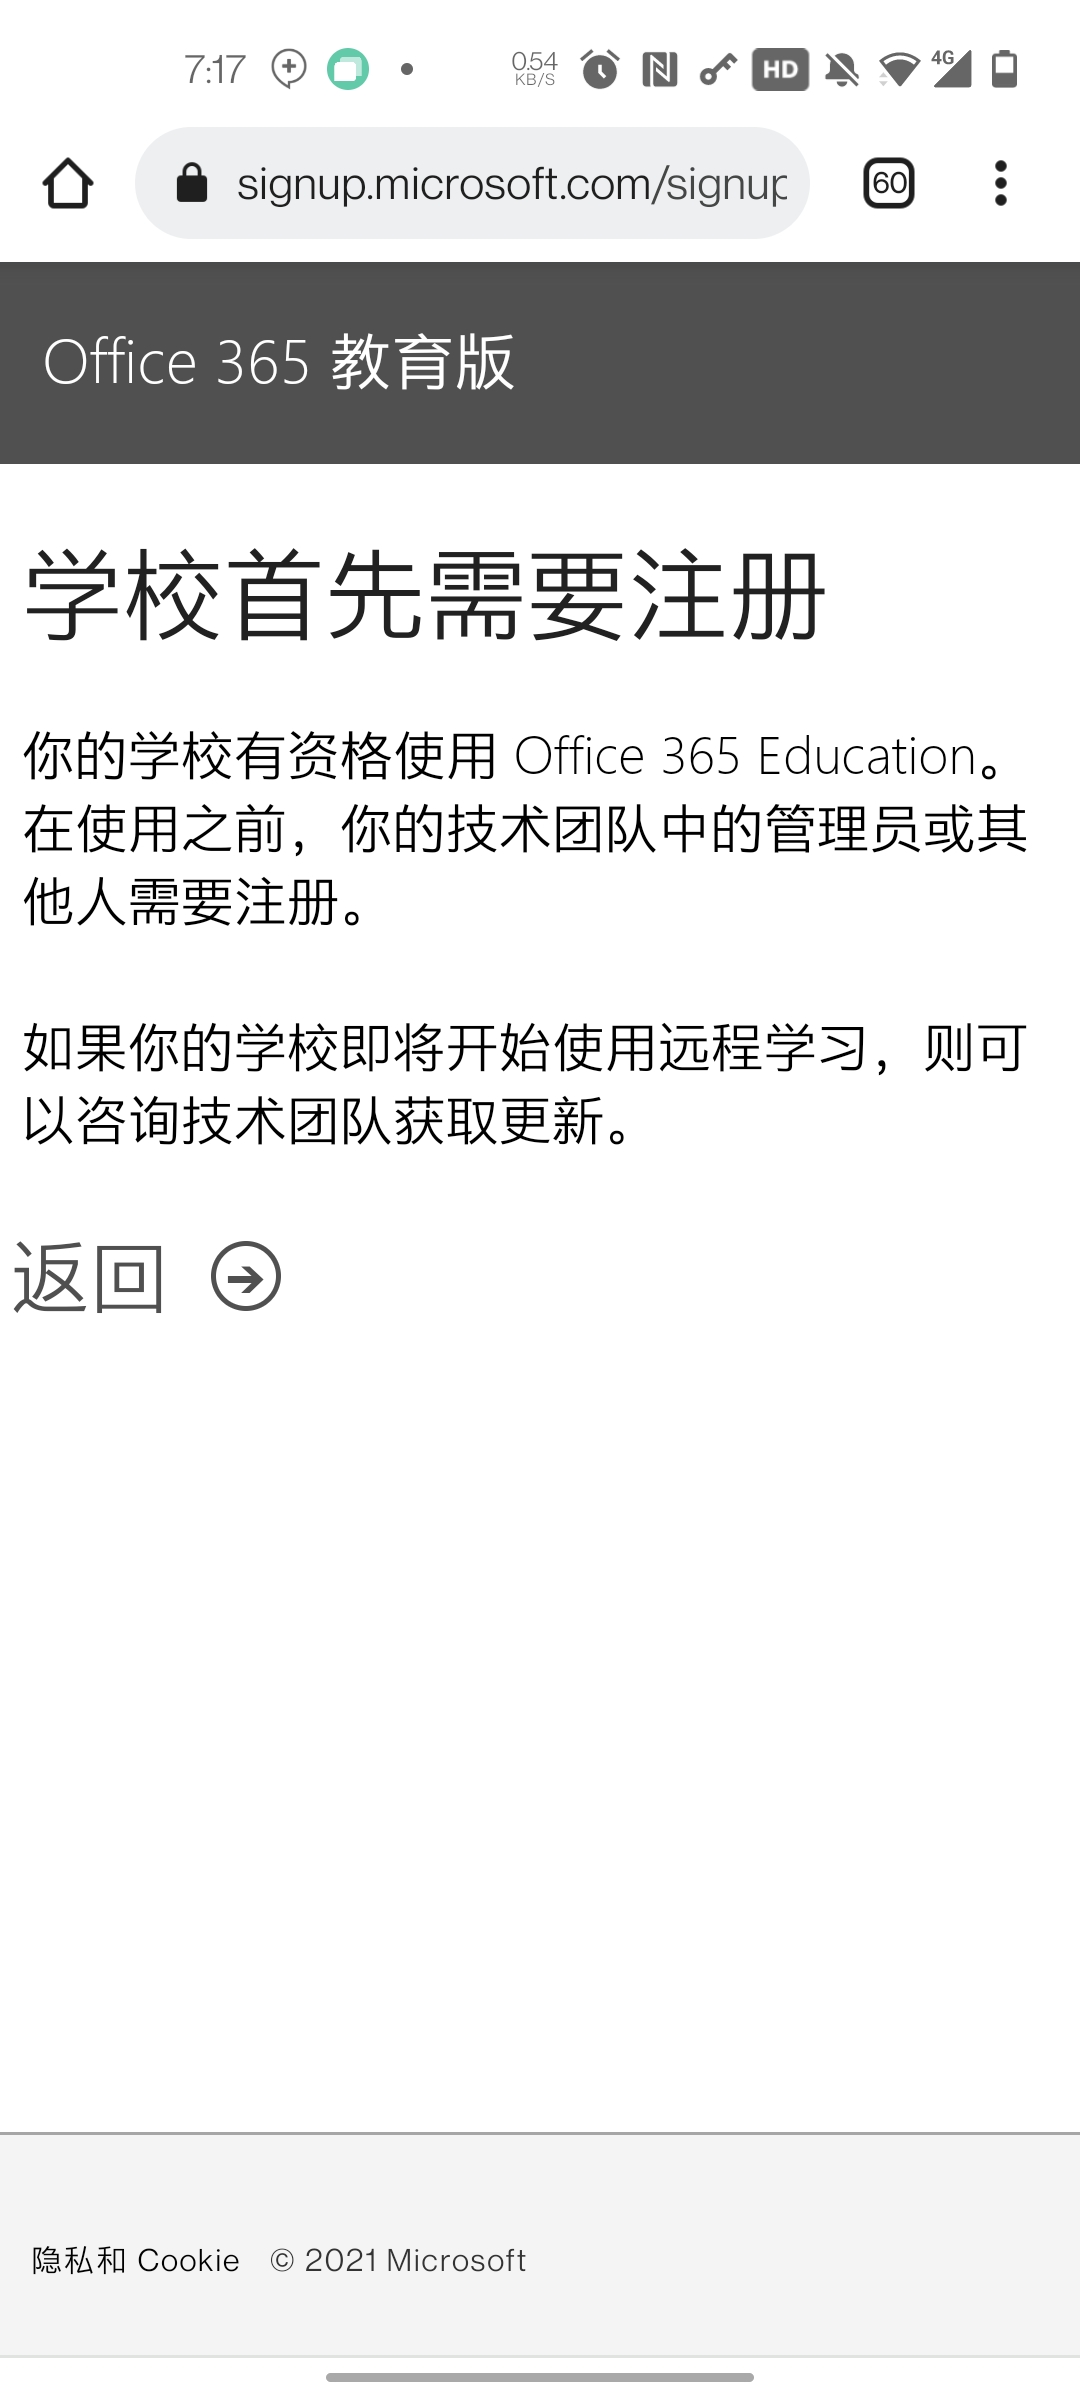 7:17
0.54
KB/S
HD
4G
signup.microsoft.com/signup
60
Office 365 教育版
学校首先需要注册
你的学校有资格使用 Office 365 Education。
在使用之前，你的技术团队中的管理员或其
他人需要注册。
如果你的学校即将开始使用远程学习，则可
以咨询技术团队获取更新。
返回
隐私和 Cookie © 2021 Microsoft